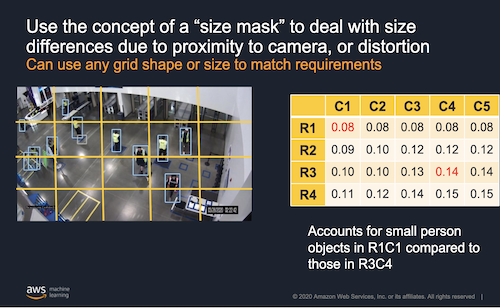 Use the concept of a “size mask” to deal with size
differences due to proximity to camera, or distortion
Can use any grid shape or size to match requirements
C1 C2 C3 C4 C5
R1 0.08 0.08 0.08 0.08 0.08
R2 0.09 0.10 0.12 0.12 0.12
R3 0.10 0.10 0.13 0.14 0.14
R4 0.11 0.12 0.14 0.15 0.15
Accounts for small person
objects in R1C1 compared to
those in R3C4
aws machine
learning
© 2020 Amazon Web Services, Inc. or its affiliates. All rights reserved |